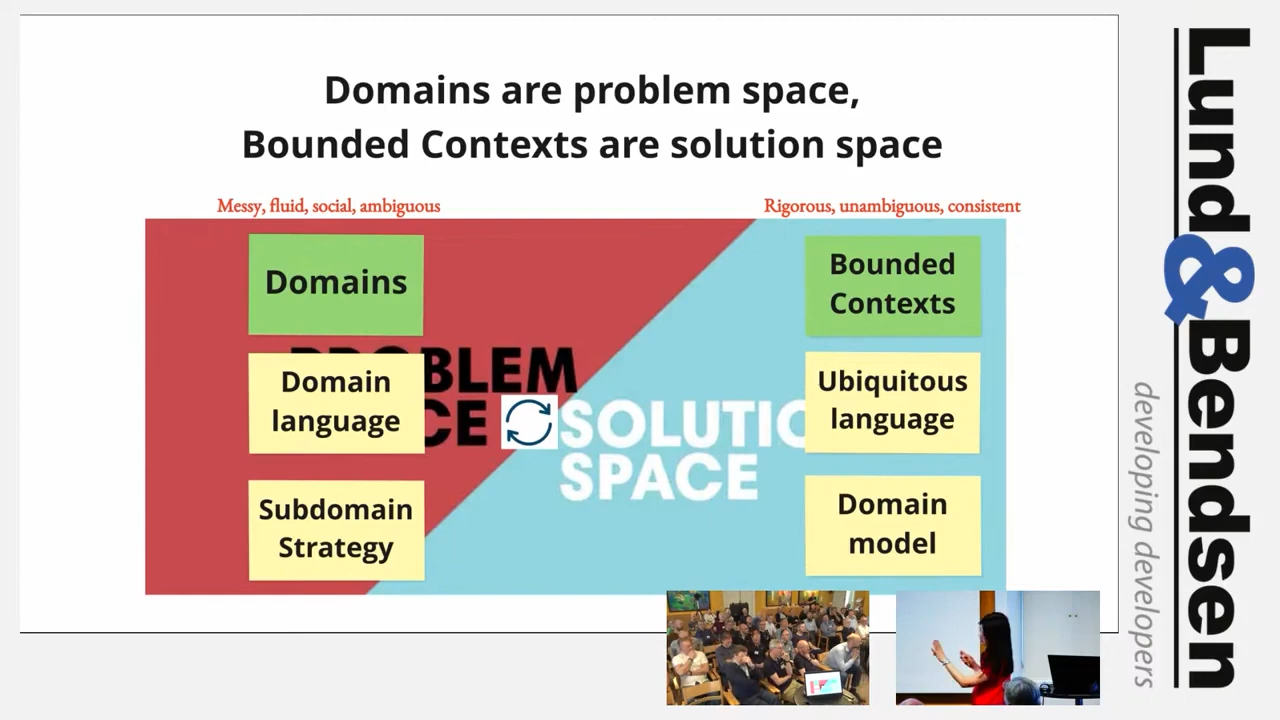 Domains are problem space,
Bounded Contexts are solution space
Messy, fluid, social, ambiguous
Rigorous, unambiguous, consistent
Domains
Domain
language
Subdomain
Strategy
SOLUTIO
SPACE
Bounded
Contexts
Ubiquitous
language
Domain
model
Lund&Bendsen
developing developers